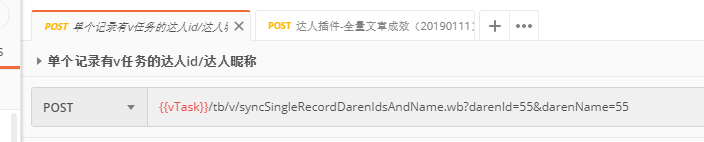 POST 单个记录有v任务的达人id/达人昵
POST 达人插件-全量文章成效（20190111）
s
单个记录有v任务的达人id/达人昵称
POST
{{vTask}}/tb/v/syncSingleRecordDarenIdsAndName.wb?darenId=55&darenName=55